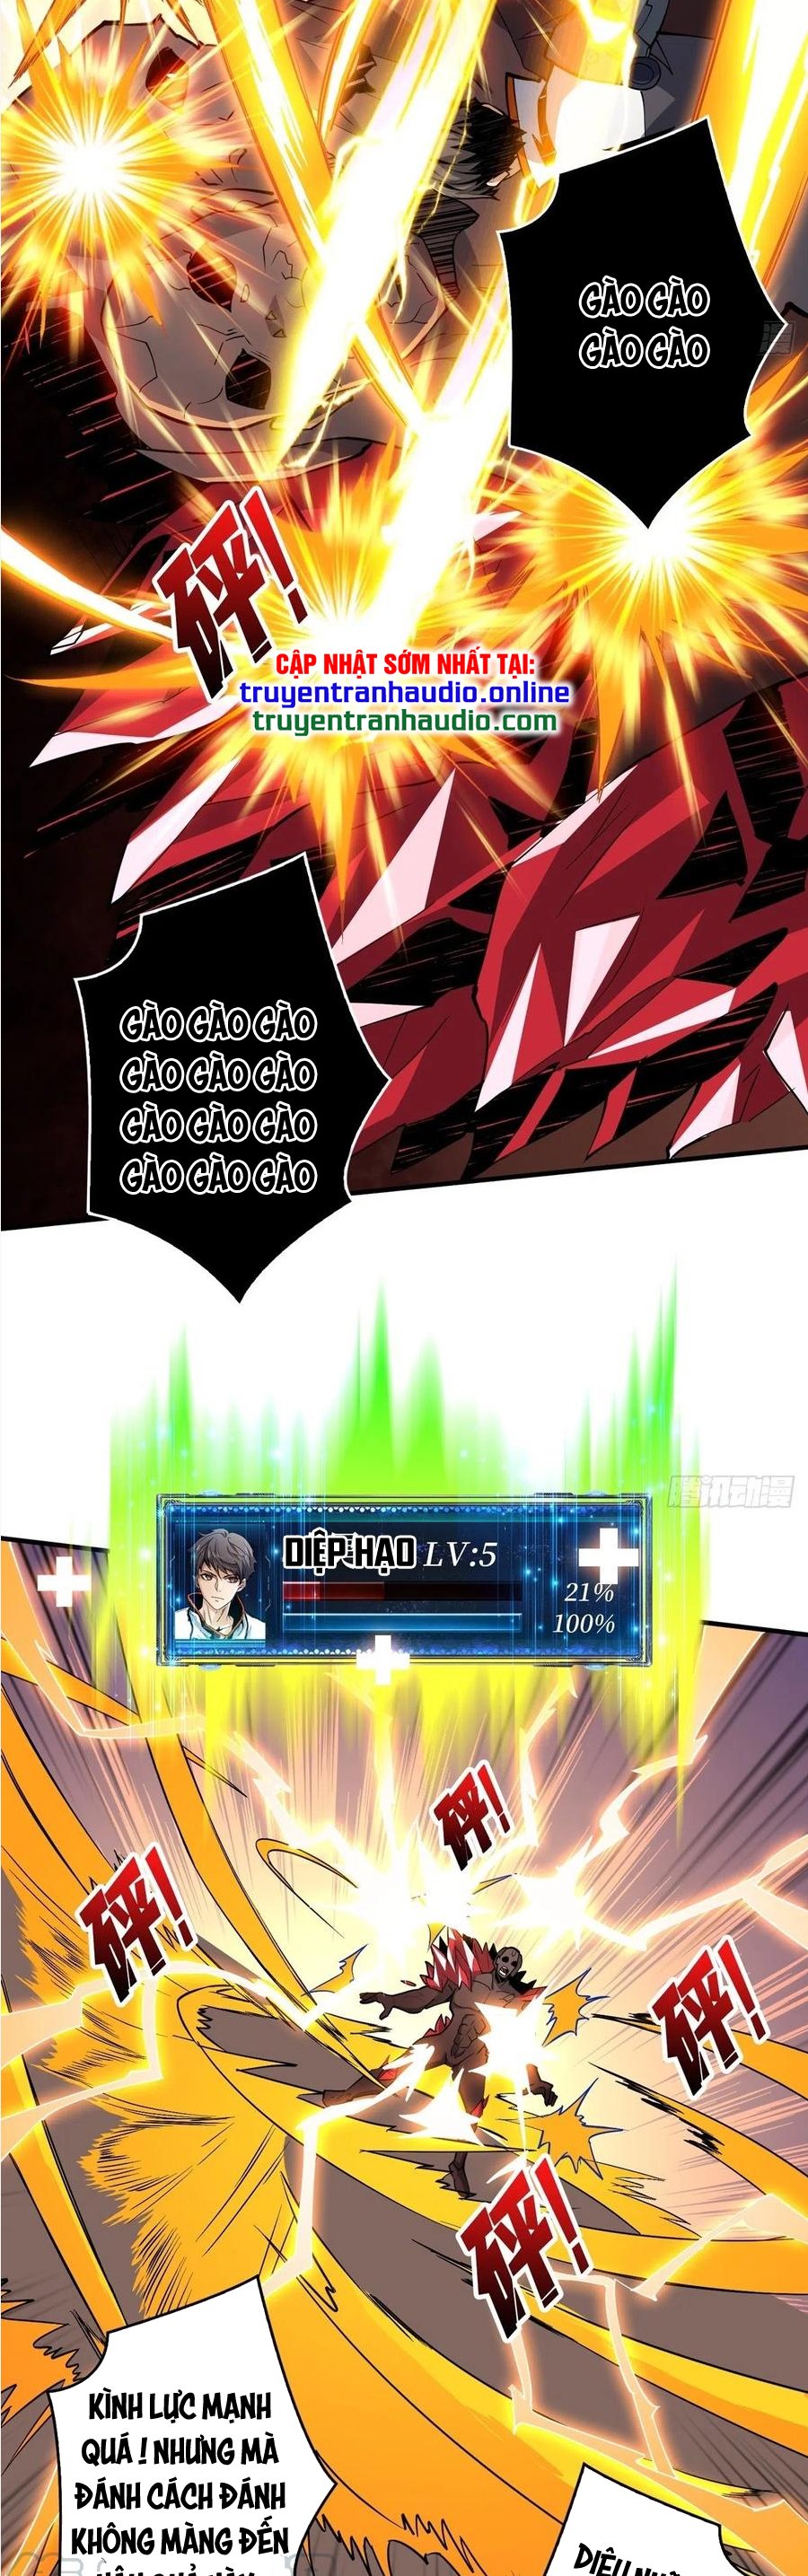 GÀO GÀO
GÀO GÀO
砰!
CẬP NHẬT SỚM NHẤT TẠI:
truyentranhaudio.online
truyentranhaudio.com
GÀO GÀO GÀO
GÀO GÀO GÀO
GÀO GÀO GÀO
GÀO GÀO GÀO
腾讯动漫
DIỆP HẠO LV:5
21%
100%
砰!
砰!
砰!
砰!
KÌNH LỰC MẠNH
QUÁ ! NHƯNG MÀ
ĐÁNH CÁCH ĐÁNH
KHÔNG MÀNG ĐẾN